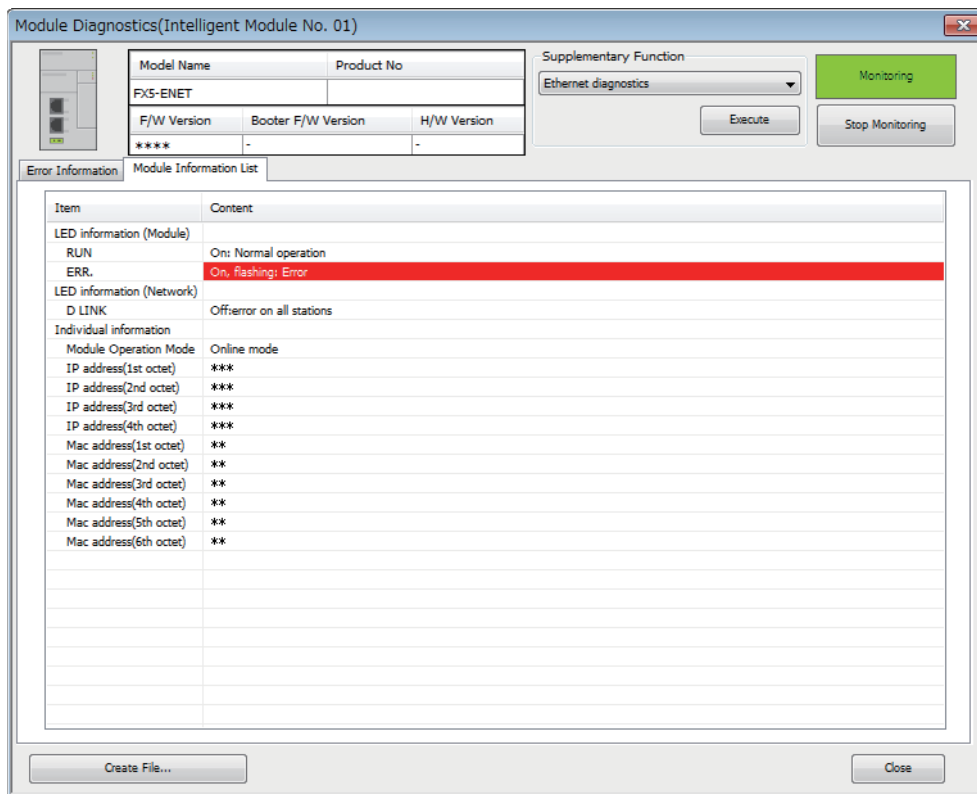 Module Diagnostics(Intelligent Module No. 01)
Model Name Product No
FX5-ENET
F/W Version Booter F/W Version H/W Version
**** - -
Supplementary Function
Ethernet diagnostics
Execute
Monitoring
Stop Monitoring
Error Information Module Information List
Item Content
LED information (Module)
RUN On: Normal operation
ERR. On, flashing: Error
LED information (Network)
D LINK Off:error on all stations
Individual information
Module Operation Mode Online mode
IP address(1st octet) ***
IP address(2nd octet) ***
IP address(3rd octet) ***
IP address(4th octet) ***
Mac address(1st octet) **
Mac address(2nd octet) **
Mac address(3rd octet) **
Mac address(4th octet) **
Mac address(5th octet) **
Mac address(6th octet) **
Create File... Close